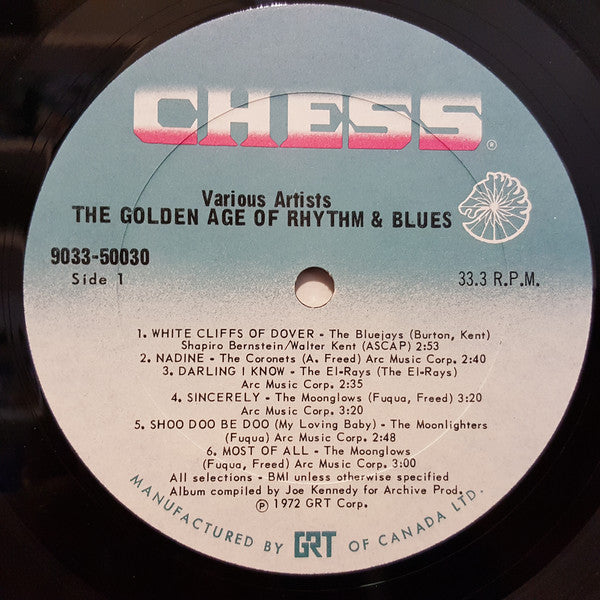 CHESS®
Various Artists
THE GOLDEN AGE OF RHYTHM & BLUES
9033-50030
Side 1
33.3 R.P.M.
1. WHITE CLIFFS OF DOVER - The Bluejays (Burton, Kent)
Shapiro Bernstein/Walter Kent (ASCAP) 2:53
2. NADINE - The Coronets (A. Freed) Arc Music Corp. 2:40
3. DARLING I KNOW - The El-Rays (The El-Rays)
Arc Music Corp. 2:35
4. SINCERELY - The Moonglows (Fuqua, Freed) 3:20
Arc Music Corp. 3:20
5. SHOO DOO BE DOO (My Loving Baby) - The Moonlighters
(Fuqua) Arc Music Corp. 2:48
6. MOST OF ALL - The Moonglows
(Fuqua, Freed) Arc Music Corp. 3:00
All selections - BMI unless otherwise specified
Album compiled by Joe Kennedy for Archive Prod.
℗ 1972 GRT Corp.
MANUFACTURED BY GRT OF CANADA LTD.